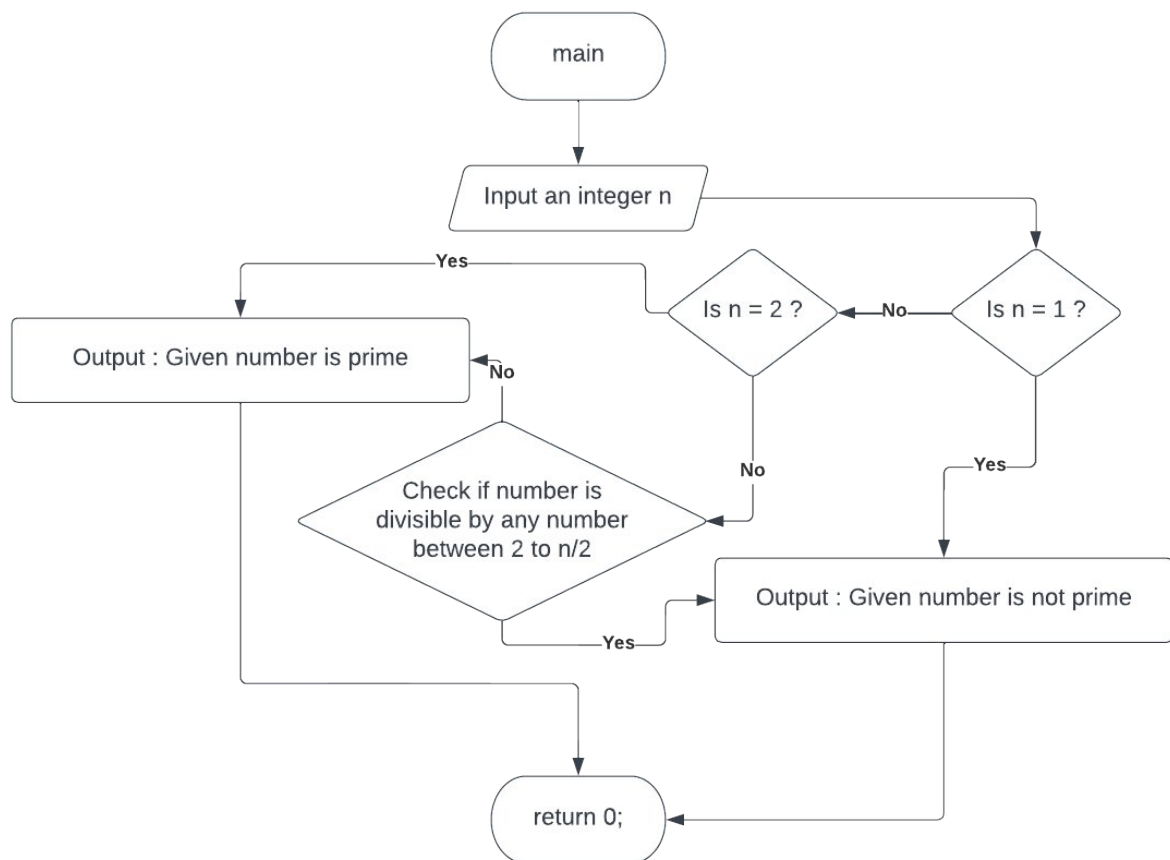 main
Input an integer n
Yes
Is n = 2 ?
No
Is n = 1 ?
Output : Given number is prime
No
No
Yes
Check if number is
divisible by any number
between 2 to n/2
Output : Given number is not prime
Yes
return 0;